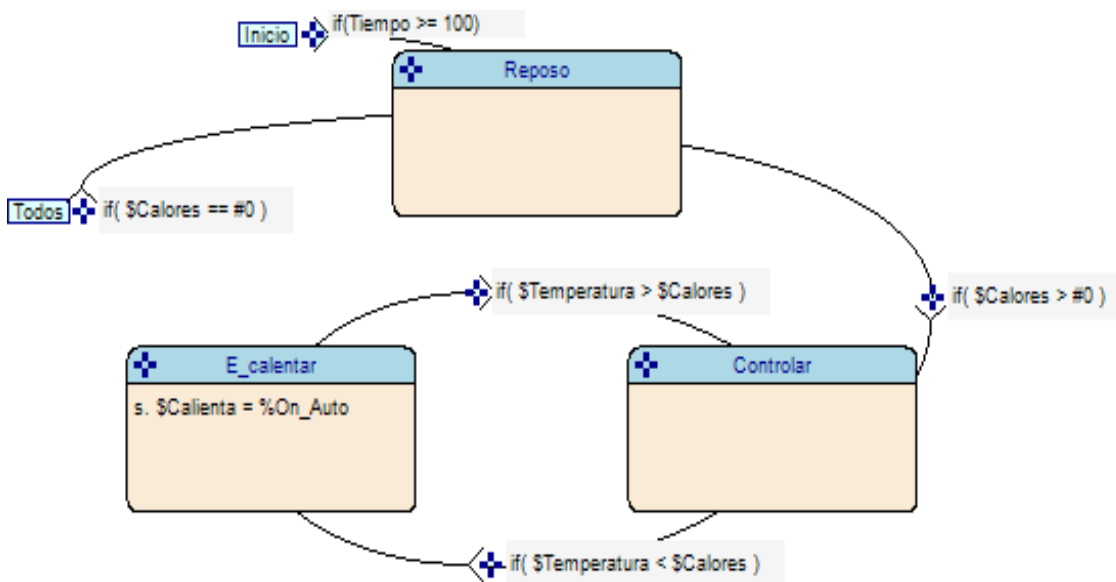 Inicio
if(Tiempo >= 100)
Reposo
Todos
if( $Calores == #0 )
if( $Temperatura > $Calores )
if( $Calores > #0 )
E_calentar
s. $Calienta = %On_Auto
Controlar
if( $Temperatura < $Calores )